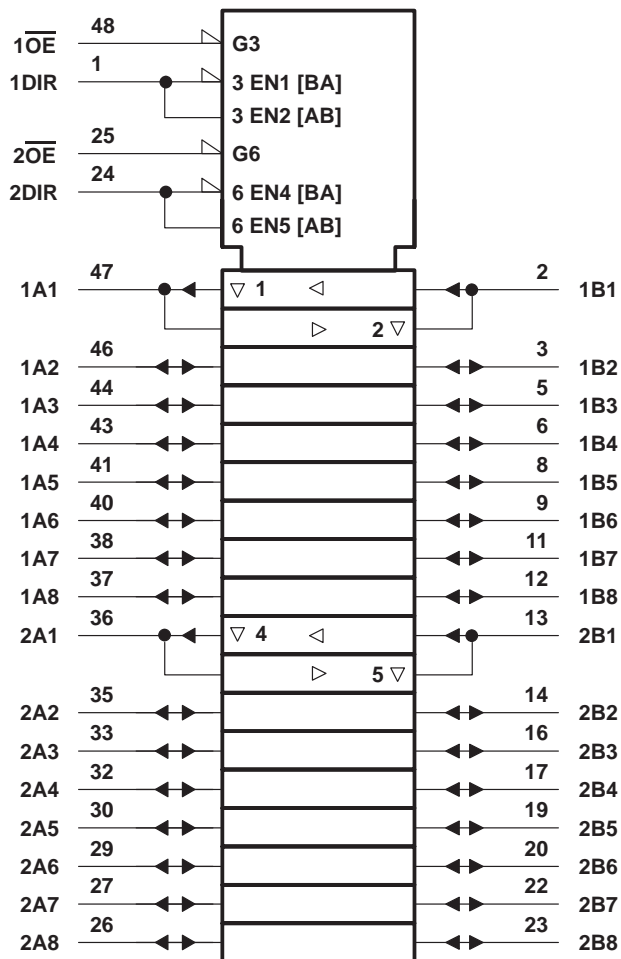 1O̅E̅ 48 G3
1DIR 1 3 EN1 [BA]
3 EN2 [AB]
2O̅E̅ 25 G6
2DIR 24 6 EN4 [BA]
6 EN5 [AB]
1A1 47 1 2 1B1
2
1A2 46 3 1B2
1A3 44 5 1B3
1A4 43 6 1B4
1A5 41 8 1B5
1A6 40 9 1B6
1A7 38 11 1B7
1A8 37 12 1B8
2A1 36 4 13 2B1
5
2A2 35 14 2B2
2A3 33 16 2B3
2A4 32 17 2B4
2A5 30 19 2B5
2A6 29 20 2B6
2A7 27 22 2B7
2A8 26 23 2B8